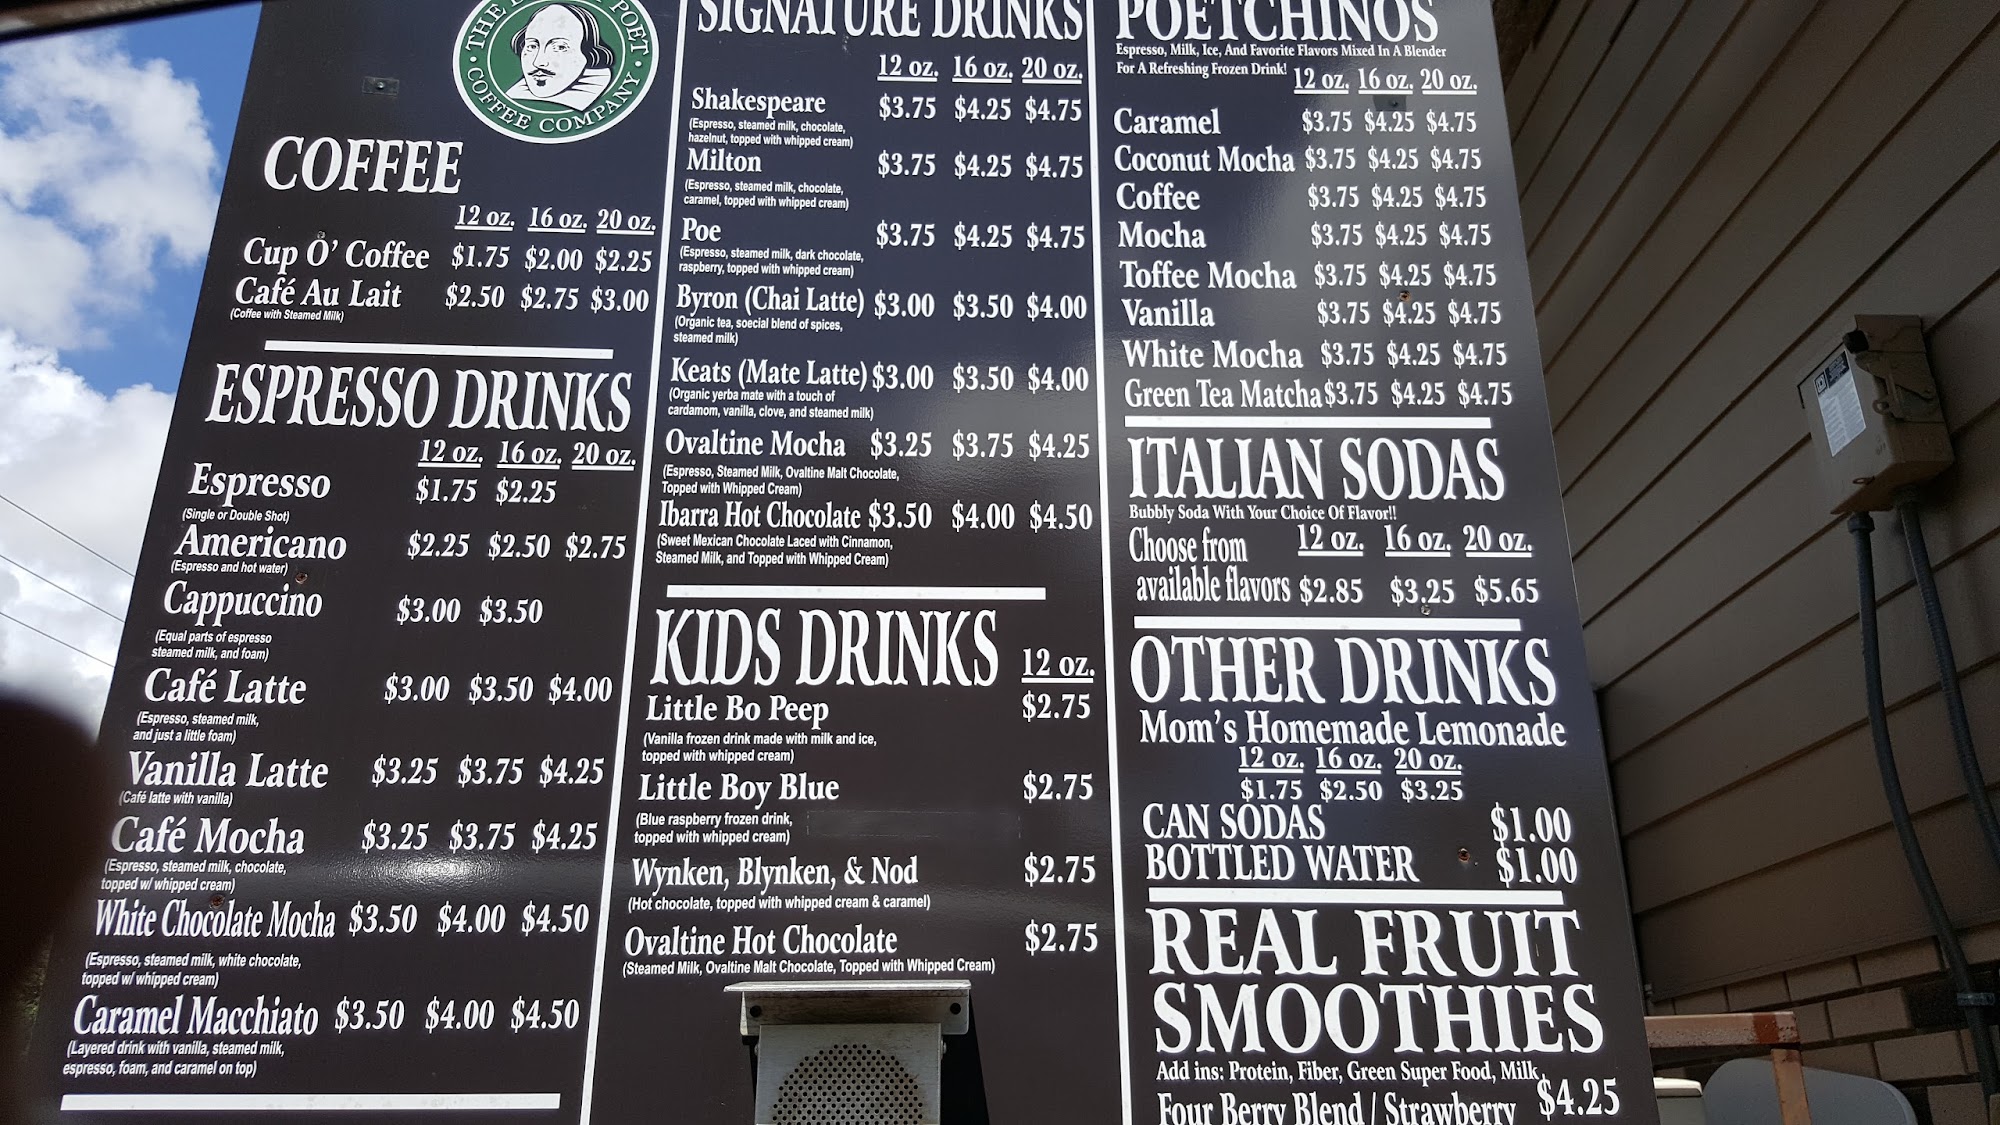 THE
POET
COFFEE COMPANY
COFFEE
12 oz. 16 oz. 20 oz.
Cup O' Coffee $1.75 $2.00 $2.25
Café Au Lait $2.50 $2.75 $3.00
(Coffee with Steamed Milk)
ESPRESSO DRINKS
12 oz. 16 oz. 20 oz.
Espresso $1.75 $2.25
(Single or Double Shot)
Americano $2.25 $2.50 $2.75
(Espresso and hot water)
Cappuccino $3.00 $3.50
(Equal parts of espresso
steamed milk, and foam)
Café Latte $3.00 $3.50 $4.00
(Espresso, steamed milk,
and just a little foam)
Vanilla Latte $3.25 $3.75 $4.25
(Café latte with vanilla)
Café Mocha $3.25 $3.75 $4.25
(Espresso, steamed milk, chocolate,
topped w/ whipped cream)
White Chocolate Mocha $3.50 $4.00 $4.50
(Espresso, steamed milk, white chocolate,
topped w/ whipped cream)
Caramel Macchiato $3.50 $4.00 $4.50
(Layered drink with vanilla, steamed milk,
espresso, foam, and caramel on top)
SIGNATURE DRINKS
12 oz. 16 oz. 20 oz.
Shakespeare $3.75 $4.25 $4.75
(Espresso, steamed milk, chocolate,
hazelnut, topped with whipped cream)
Milton $3.75 $4.25 $4.75
(Espresso, steamed milk, chocolate,
caramel, topped with whipped cream)
Poe $3.75 $4.25 $4.75
(Espresso, steamed milk, dark chocolate,
raspberry, topped with whipped cream)
Byron (Chai Latte) $3.00 $3.50 $4.00
(Organic tea, soecial blend of spices,
steamed milk)
Keats (Mate Latte) $3.00 $3.50 $4.00
(Organic yerba mate with a touch of
cardamom, vanilla, clove, and steamed milk)
Ovaltine Mocha $3.25 $3.75 $4.25
(Espresso, Steamed Milk, Ovaltine Malt Chocolate,
Topped with Whipped Cream)
Ibarra Hot Chocolate $3.50 $4.00 $4.50
(Sweet Mexican Chocolate Laced with Cinnamon,
Steamed Milk, and Topped with Whipped Cream)
KIDS DRINKS 12 oz.
Little Bo Peep $2.75
(Vanilla frozen drink made with milk and ice,
topped with whipped cream)
Little Boy Blue $2.75
(Blue raspberry frozen drink,
topped with whipped cream)
Wynken, Blynken, & Nod $2.75
(Hot chocolate, topped with whipped cream & caramel)
Ovaltine Hot Chocolate $2.75
(Steamed Milk, Ovaltine Malt Chocolate, Topped with Whipped Cream)
POETCHINOS
Espresso, Milk, Ice, And Favorite Flavors Mixed In A Blender
For A Refreshing Frozen Drink! 12 oz. 16 oz. 20 oz.
Caramel $3.75 $4.25 $4.75
Coconut Mocha $3.75 $4.25 $4.75
Coffee $3.75 $4.25 $4.75
Mocha $3.75 $4.25 $4.75
Toffee Mocha $3.75 $4.25 $4.75
Vanilla $3.75 $4.25 $4.75
White Mocha $3.75 $4.25 $4.75
Green Tea Matcha $3.75 $4.25 $4.75
ITALIAN SODAS
Bubbly Soda With Your Choice Of Flavor!!
Choose from 12 oz. 16 oz. 20 oz.
available flavors $2.85 $3.25 $5.65
OTHER DRINKS
Mom's Homemade Lemonade
12 oz. 16 oz. 20 oz.
$1.75 $2.50 $3.25
CAN SODAS $1.00
BOTTLED WATER $1.00
REAL FRUIT
SMOOTHIES
Add ins: Protein, Fiber, Green Super Food, Milk
Four Berry Blend / Strawberry $4.25